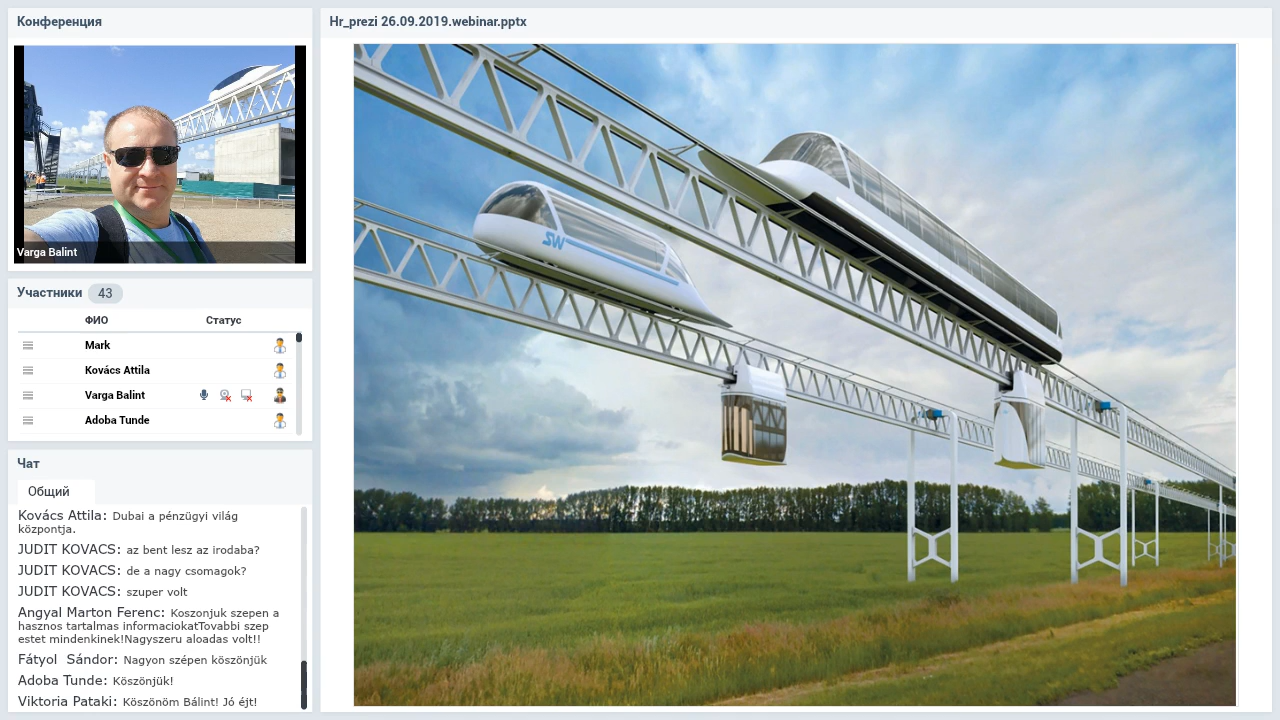 Конференция
Varga Balint
Участники 43
ФИО Статус
Mark
Kovács Attila
Varga Balint
Adoba Tunde
Чат
Общий
Kovács Attila: Dubai a pénzügyi világ
központja.
JUDIT KOVACS: az bent lesz az irodaba?
JUDIT KOVACS: de a nagy csomagok?
JUDIT KOVACS: szuper volt
Angyal Marton Ferenc: Koszonjuk szepen a
hasznos tartalmas informaciokatTovabbi szep
estet mindenkinek!Nagyszeru aloadas volt!!
Fátyol Sándor: Nagyon szépen köszönjük
Adoba Tunde: Köszönjük!
Viktoria Pataki: Köszönöm Bálint! Jó éjt!
Hr_prezi 26.09.2019.webinar.pptx
SW